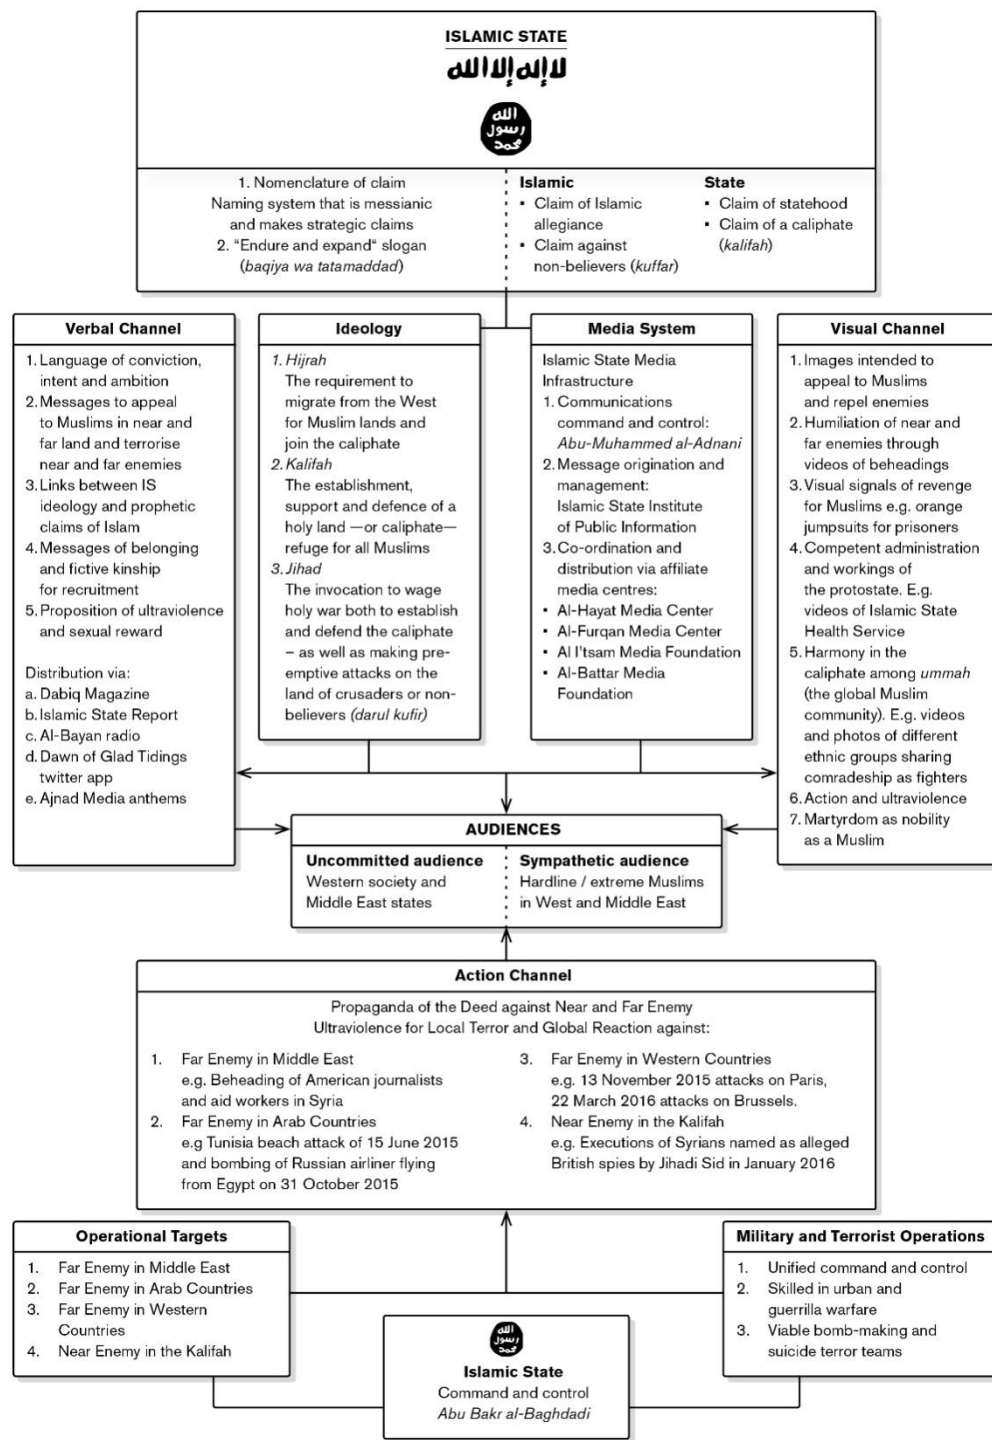 ISLAMIC STATE
لا إله إلا الله
الله
رسول
محمد
1. Nomenclature of claim
Naming system that is messianic
and makes strategic claims
2. “Endure and expand“ slogan
(baqiya wa tatamaddad)
Islamic
▪ Claim of Islamic
allegiance
▪ Claim against
non-believers (kuffar)
State
▪ Claim of statehood
▪ Claim of a caliphate
(kalifah)
Verbal Channel
1. Language of conviction,
intent and ambition
2. Messages to appeal
to Muslims in near and
far land and terrorise
near and far enemies
3. Links between IS
ideology and prophetic
claims of Islam
4. Messages of belonging
and fictive kinship
for recruitment
5. Proposition of ultraviolence
and sexual reward
Distribution via:
a. Dabiq Magazine
b. Islamic State Report
c. Al-Bayan radio
d. Dawn of Glad Tidings
twitter app
e. Ajnad Media anthems
Ideology
1. Hijrah
The requirement to
migrate from the West
for Muslim lands and
join the caliphate
2. Kalifah
The establishment,
support and defence of a
holy land —or caliphate—
refuge for all Muslims
3. Jihad
The invocation to wage
holy war both to establish
and defend the caliphate
– as well as making pre-
emptive attacks on the
land of crusaders or non-
believers (darul kufir)
Media System
Islamic State Media
Infrastructure
1. Communications
command and control:
Abu-Muhammed al-Adnani
2. Message origination and
management:
Islamic State Institute
of Public Information
3. Co-ordination and
distribution via affiliate
media centres:
▪ Al-Hayat Media Center
▪ Al-Furqan Media Center
▪ Al I'tsam Media Foundation
▪ Al-Battar Media
Foundation
Visual Channel
1. Images intended to
appeal to Muslims
and repel enemies
2. Humiliation of near and
far enemies through
videos of beheadings
3. Visual signals of revenge
for Muslims e.g. orange
jumpsuits for prisoners
4. Competent administration
and workings of
the protostate. E.g.
videos of Islamic State
Health Service
5. Harmony in the
caliphate among ummah
(the global Muslim
community). E.g. videos
and photos of different
ethnic groups sharing
comradeship as fighters
6. Action and ultraviolence
7. Martyrdom as nobility
as a Muslim
AUDIENCES
Uncommitted audience
Western society and
Middle East states
Sympathetic audience
Hardline / extreme Muslims
in West and Middle East
Action Channel
Propaganda of the Deed against Near and Far Enemy
Ultraviolence for Local Terror and Global Reaction against:
1. Far Enemy in Middle East
e.g. Beheading of American journalists
and aid workers in Syria
2. Far Enemy in Arab Countries
e.g Tunisia beach attack of 15 June 2015
and bombing of Russian airliner flying
from Egypt on 31 October 2015
3. Far Enemy in Western Countries
e.g. 13 November 2015 attacks on Paris,
22 March 2016 attacks on Brussels.
4. Near Enemy in the Kalifah
e.g. Executions of Syrians named as alleged
British spies by Jihadi Sid in January 2016
Operational Targets
1. Far Enemy in Middle East
2. Far Enemy in Arab Countries
3. Far Enemy in Western
Countries
4. Near Enemy in the Kalifah
Military and Terrorist Operations
1. Unified command and control
2. Skilled in urban and
guerrilla warfare
3. Viable bomb-making and
suicide terror teams
الله
رسول
محمد
Islamic State
Command and control
Abu Bakr al-Baghdadi